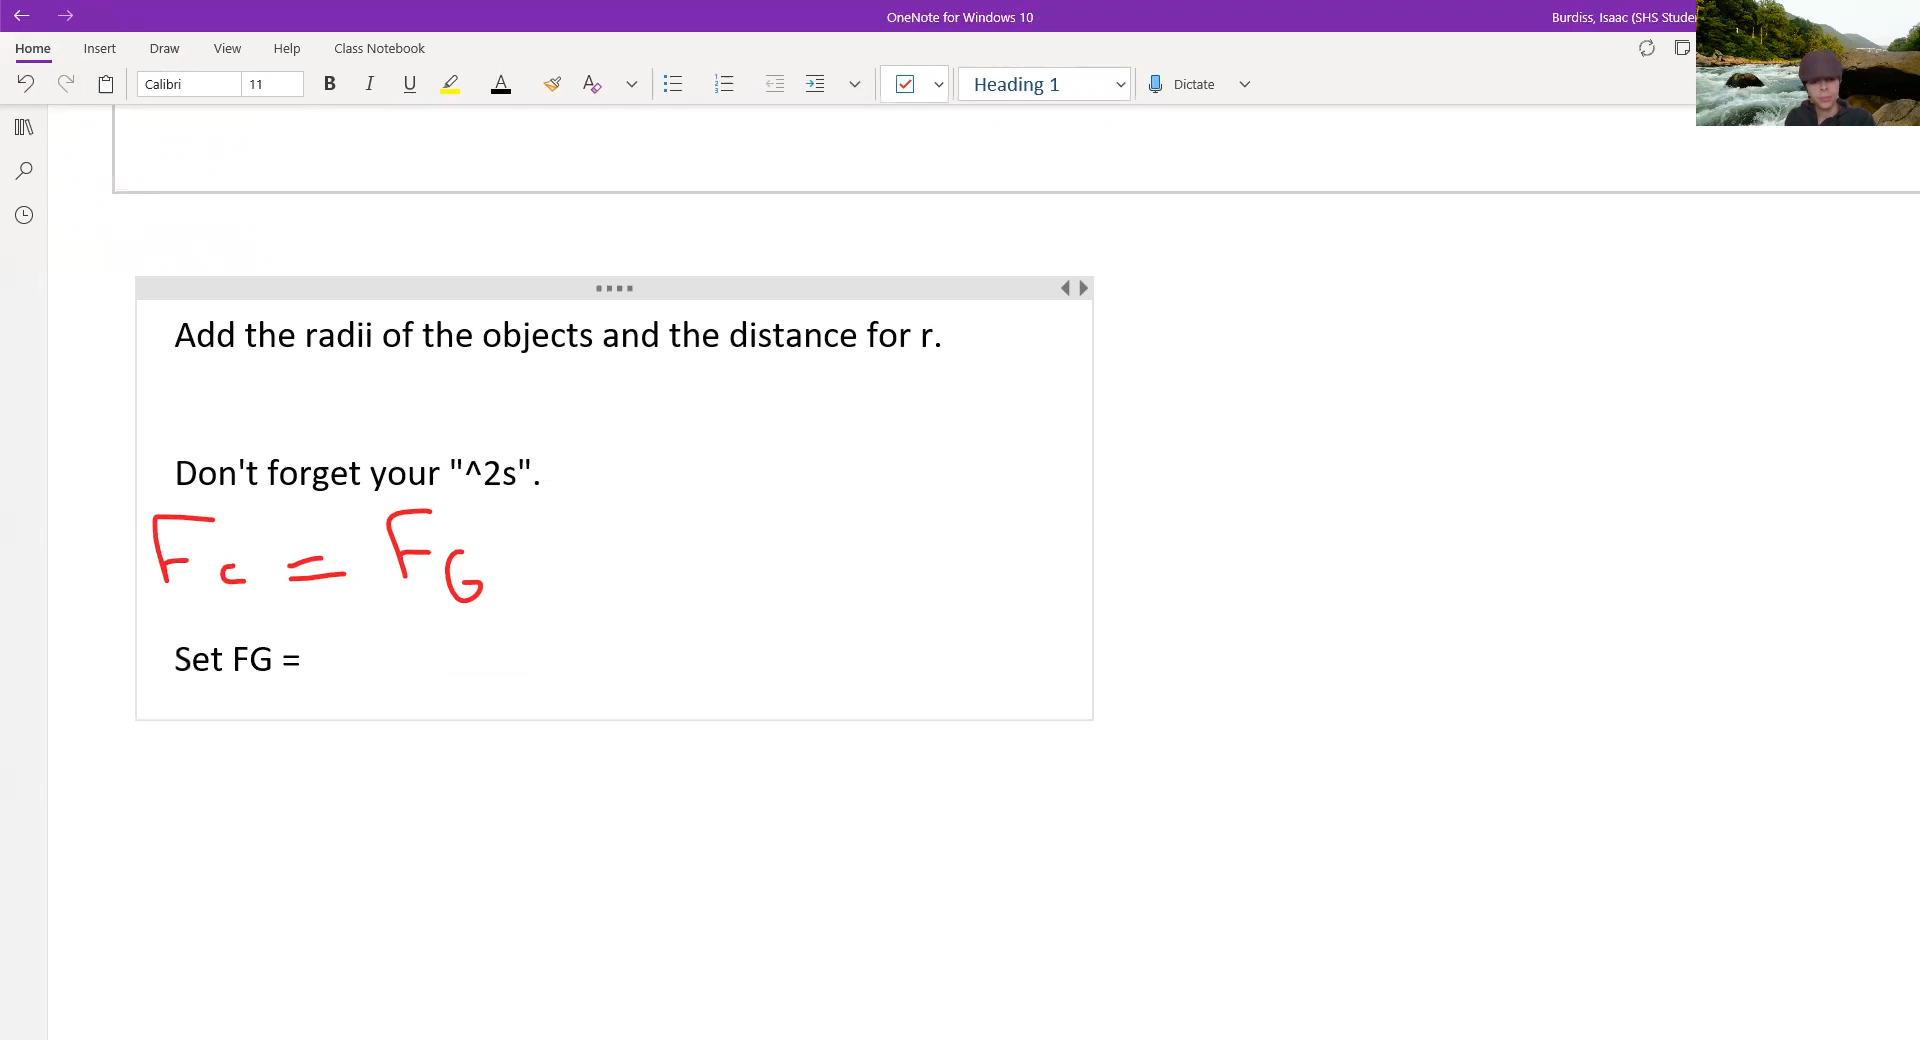 OneNote for Windows 10
Burdiss, Isaac (SHS Stude
Home Insert Draw View Help Class Notebook
Calibri 11 B I U A A Heading 1 Dictate
Add the radii of the objects and the distance for r.
Don't forget your "^2s".
Fc = FG
Set FG =